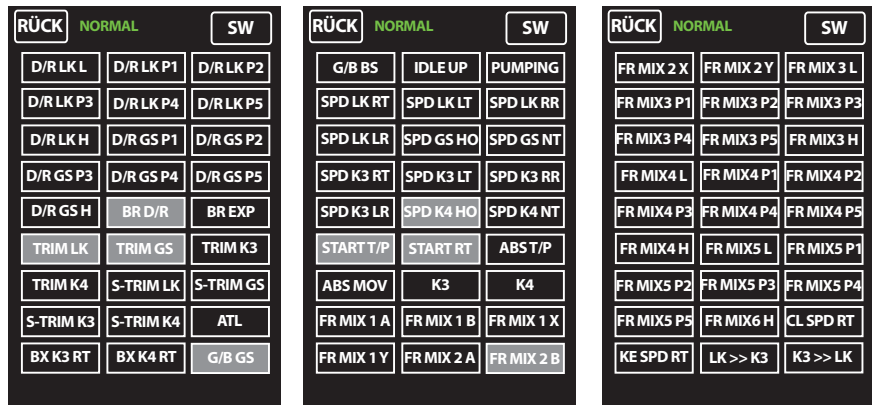 RÜCK NORMAL SW
D/R LK L D/R LK P1 D/R LK P2
D/R LK P3 D/R LK P4 D/R LK P5
D/R LK H D/R GS P1 D/R GS P2
D/R GS P3 D/R GS P4 D/R GS P5
D/R GS H BR D/R BR EXP
TRIM LK TRIM GS TRIM K3
TRIM K4 S-TRIM LK S-TRIM GS
S-TRIM K3 S-TRIM K4 ATL
BX K3 RT BX K4 RT G/B GS
RÜCK NORMAL SW
G/B BS IDLE UP PUMPING
SPD LK RT SPD LK LT SPD LK RR
SPD LK LR SPD GS HO SPD GS NT
SPD K3 RT SPD K3 LT SPD K3 RR
SPD K3 LR SPD K4 HO SPD K4 NT
START T/P START RT ABS T/P
ABS MOV K3 K4
FR MIX 1 A FR MIX 1 B FR MIX 1 X
FR MIX 1 Y FR MIX 2 A FR MIX 2 B
RÜCK NORMAL SW
FR MIX 2 X FR MIX 2 Y FR MIX 3 L
FR MIX3 P1 FR MIX3 P2 FR MIX3 P3
FR MIX3 P4 FR MIX3 P5 FR MIX3 H
FR MIX4 L FR MIX4 P1 FR MIX4 P2
FR MIX4 P3 FR MIX4 P4 FR MIX4 P5
FR MIX4 H FR MIX5 L FR MIX5 P1
FR MIX5 P2 FR MIX5 P3 FR MIX5 P4
FR MIX5 P5 FR MIX6 H CL SPD RT
KE SPD RT LK >> K3 K3 >> LK